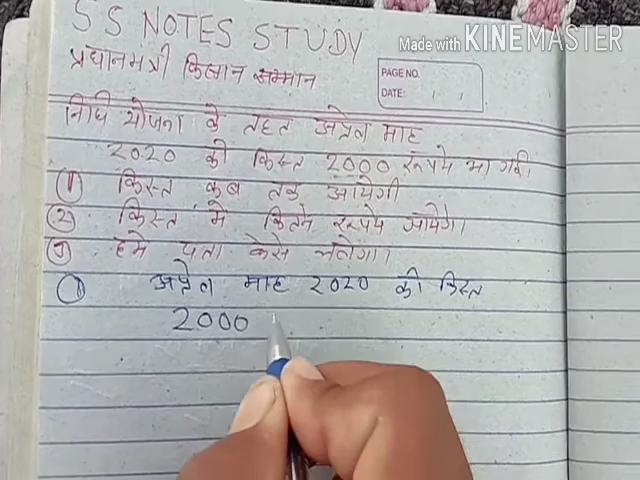 S S NOTES STUDY
Made with KINEMASTER
प्रधानमंत्री किसान सम्मान
PAGE NO.
DATE:
निधि योजना के तहत अप्रैल माह
2020 की किस्त 2000 रूपये आ गई।
① किस्त कब तक आयेगी
② किस्त मे कितने रूपये आयेगे।
③ हमे पता केसे चलेगा।
① अप्रैल माह 2020 की किस्त
2000